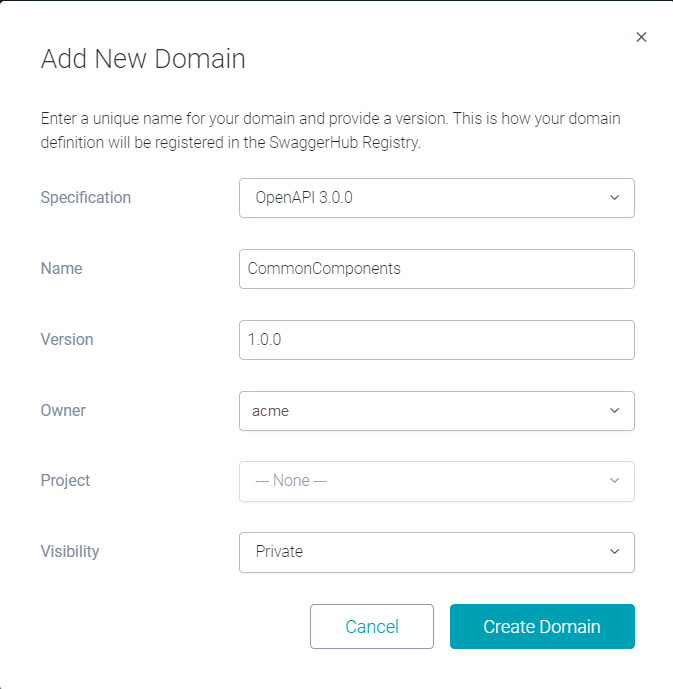 Add New Domain
Enter a unique name for your domain and provide a version. This is how your domain
definition will be registered in the SwaggerHub Registry.
Specification
OpenAPI 3.0.0
Name
CommonComponents
Version
1.0.0
Owner
acme
Project
--- None ---
Visibility
Private
Cancel
Create Domain